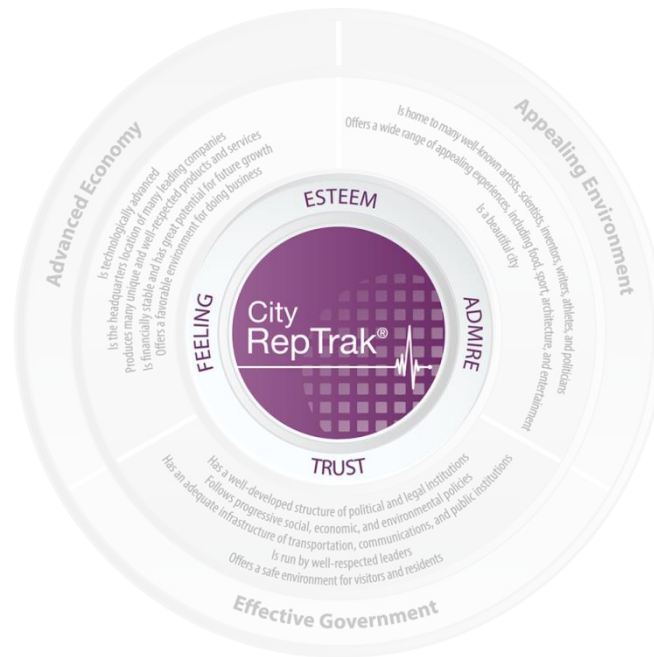 Advanced Economy
Is technologically advanced
Is the headquarters location of many leading companies
Produces many unique and well-respected products and services
Is financially stable and has great potential for future growth
Offers a favorable environment for doing business
Appealing Environment
Is home to many well-known artists, scientists, inventors, writers, athletes, and politicians
Offers a wide range of appealing experiences, including food, sport, architecture, and entertainment
Is a beautiful city
ESTEEM
FEELING
City
RepTrak®
ADMIRE
TRUST
Has a well-developed structure of political and legal institutions
Follows progressive social, economic, and environmental policies
Has an adequate infrastructure of transportation, communications, and public institutions
Is run by well-respected leaders
Offers a safe environment for visitors and residents
Effective Government